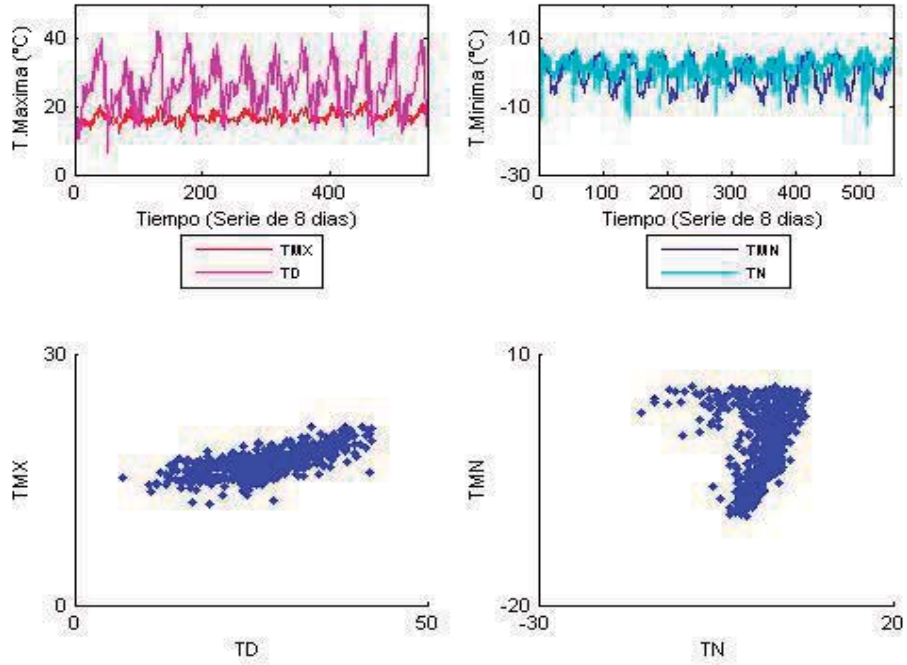 40
20
0
T.Maxima (ºC)
0 200 400
Tiempo (Serie de 8 dias)
TMX
TD
10
-10
-30
T.Minima (ºC)
0 100 200 300 400 500
Tiempo (Serie de 8 dias)
TMN
TN
30
0
TMX
0 50
TD
10
-20
TMN
-30 20
TN